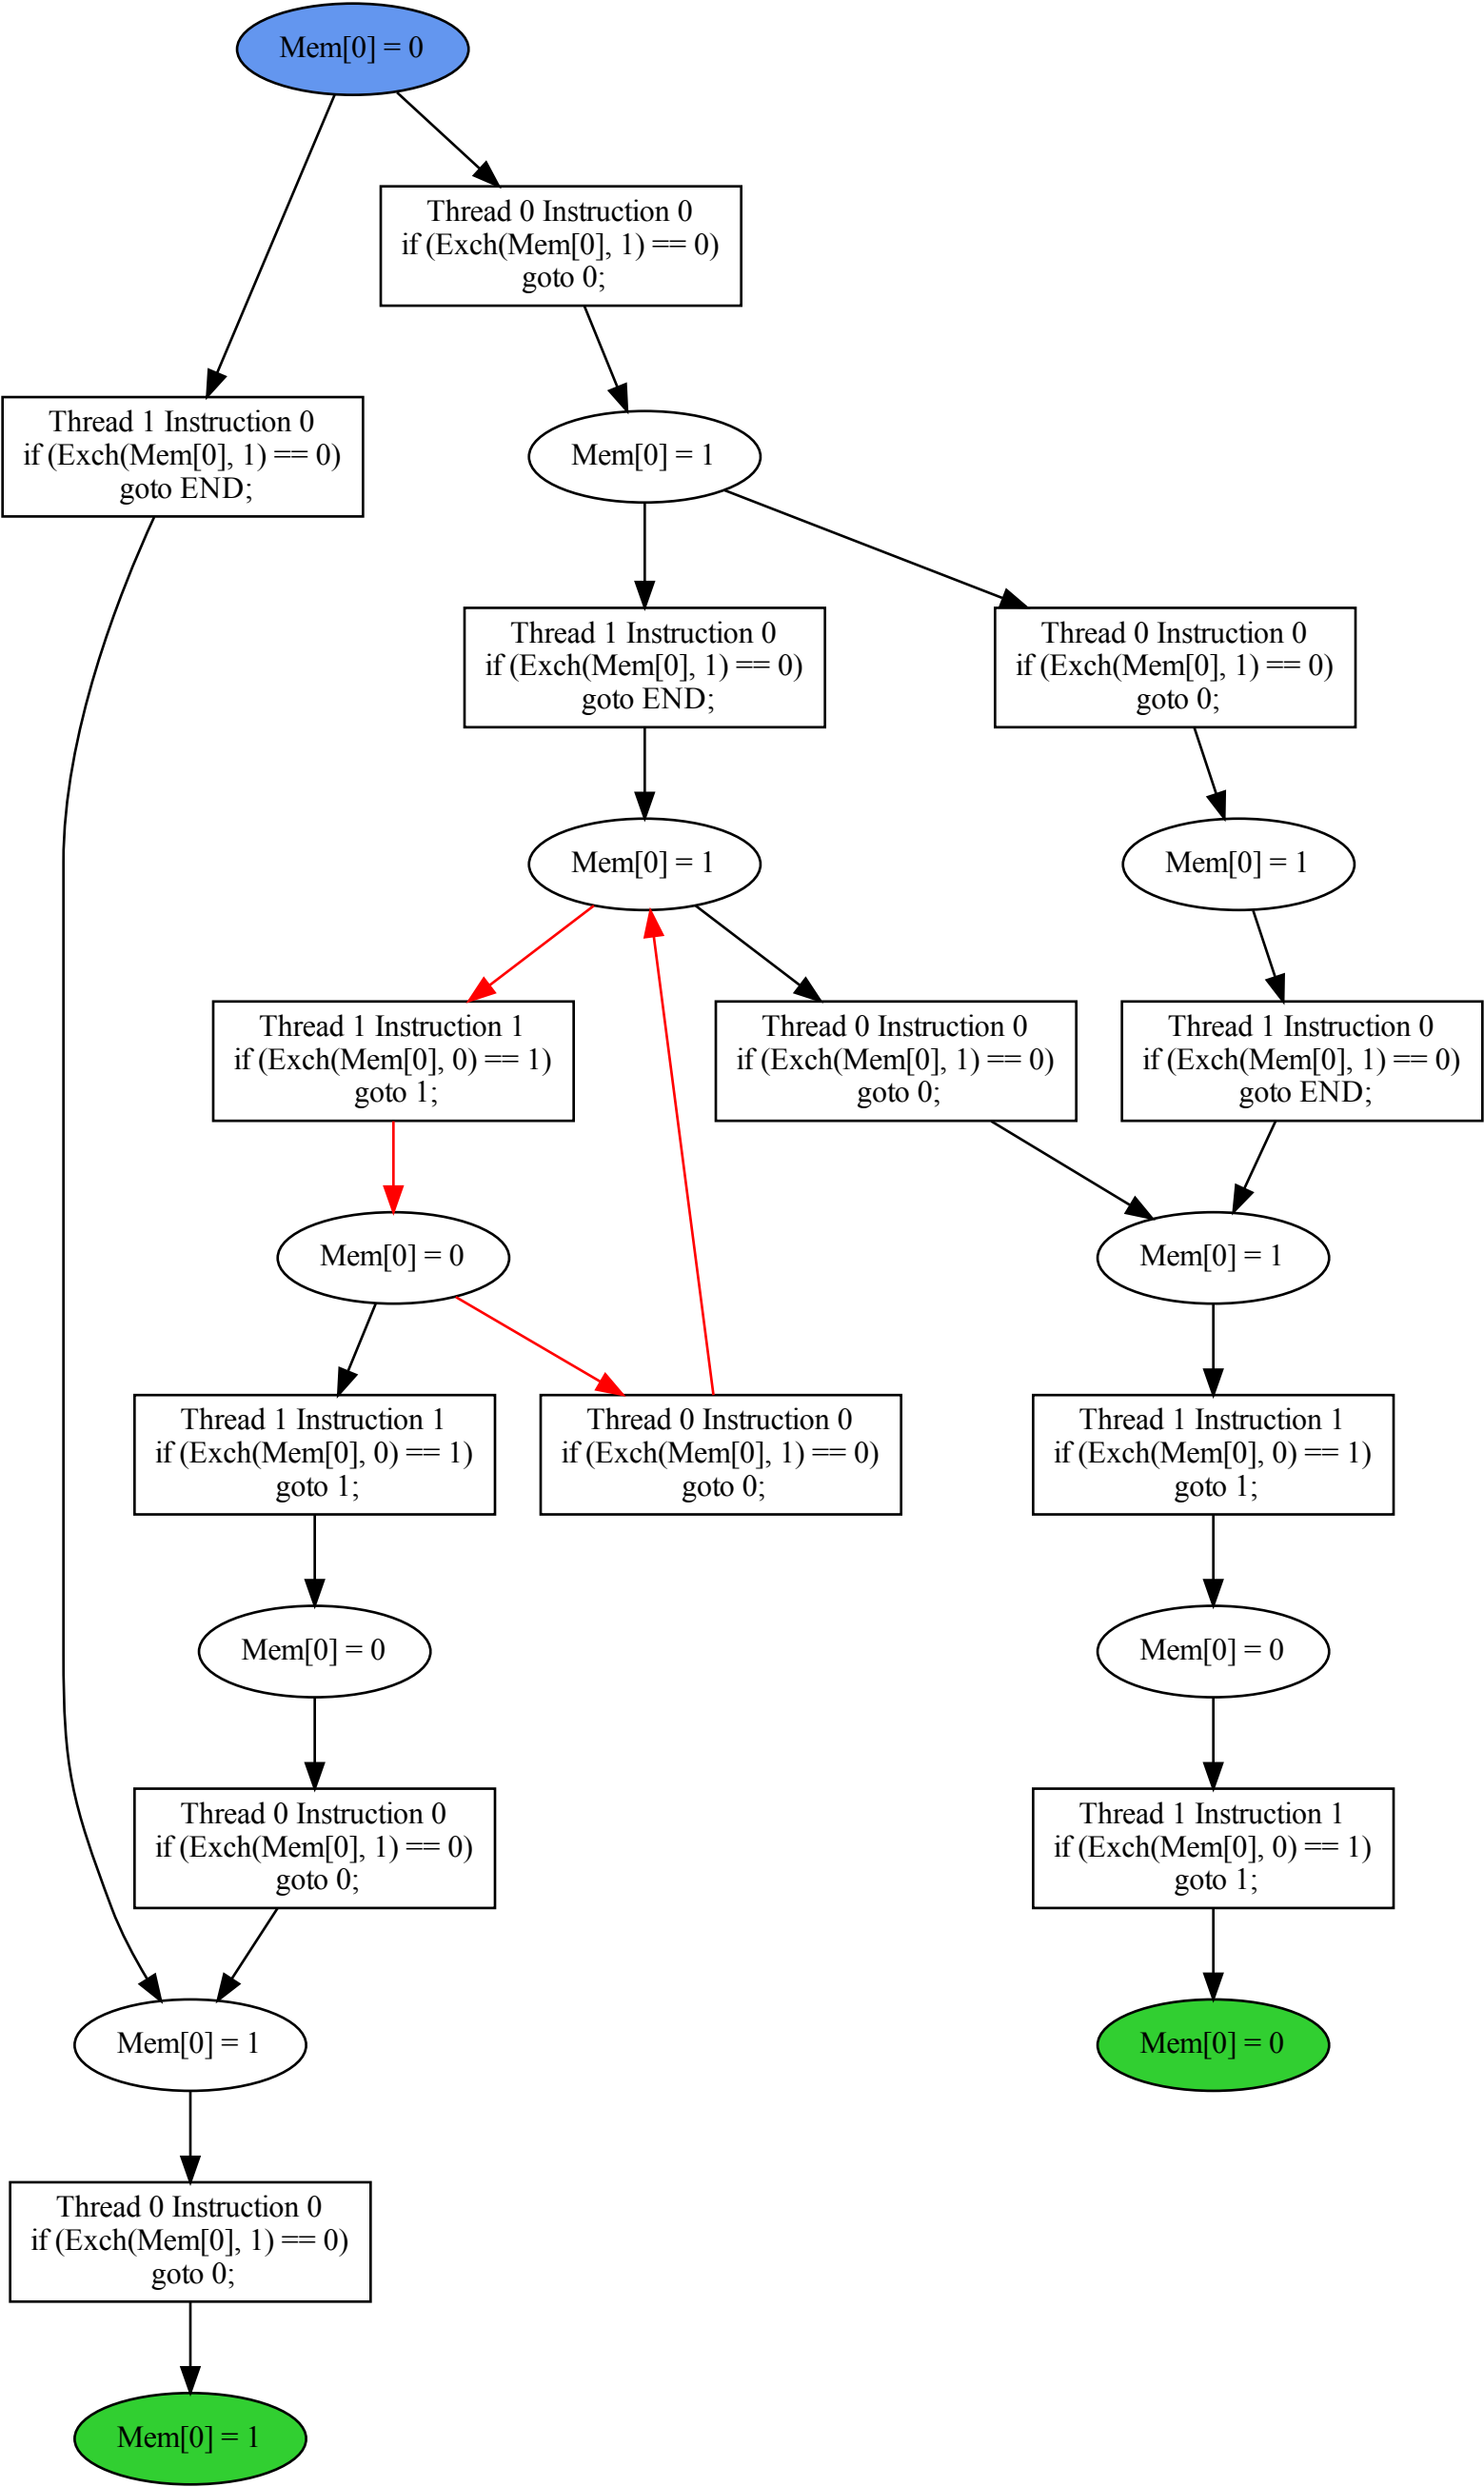 Mem[0] = 0
Thread 0 Instruction 0
if (Exch(Mem[0], 1) == 0)
goto 0;
Thread 1 Instruction 0
if (Exch(Mem[0], 1) == 0)
goto END;
Mem[0] = 1
Thread 1 Instruction 0
if (Exch(Mem[0], 1) == 0)
goto END;
Thread 0 Instruction 0
if (Exch(Mem[0], 1) == 0)
goto 0;
Mem[0] = 1
Mem[0] = 1
Thread 1 Instruction 1
if (Exch(Mem[0], 0) == 1)
goto 1;
Thread 0 Instruction 0
if (Exch(Mem[0], 1) == 0)
goto 0;
Thread 1 Instruction 0
if (Exch(Mem[0], 1) == 0)
goto END;
Mem[0] = 0
Mem[0] = 1
Thread 1 Instruction 1
if (Exch(Mem[0], 0) == 1)
goto 1;
Thread 0 Instruction 0
if (Exch(Mem[0], 1) == 0)
goto 0;
Thread 1 Instruction 1
if (Exch(Mem[0], 0) == 1)
goto 1;
Mem[0] = 0
Mem[0] = 0
Thread 0 Instruction 0
if (Exch(Mem[0], 1) == 0)
goto 0;
Thread 1 Instruction 1
if (Exch(Mem[0], 0) == 1)
goto 1;
Mem[0] = 1
Mem[0] = 0
Thread 0 Instruction 0
if (Exch(Mem[0], 1) == 0)
goto 0;
Mem[0] = 1